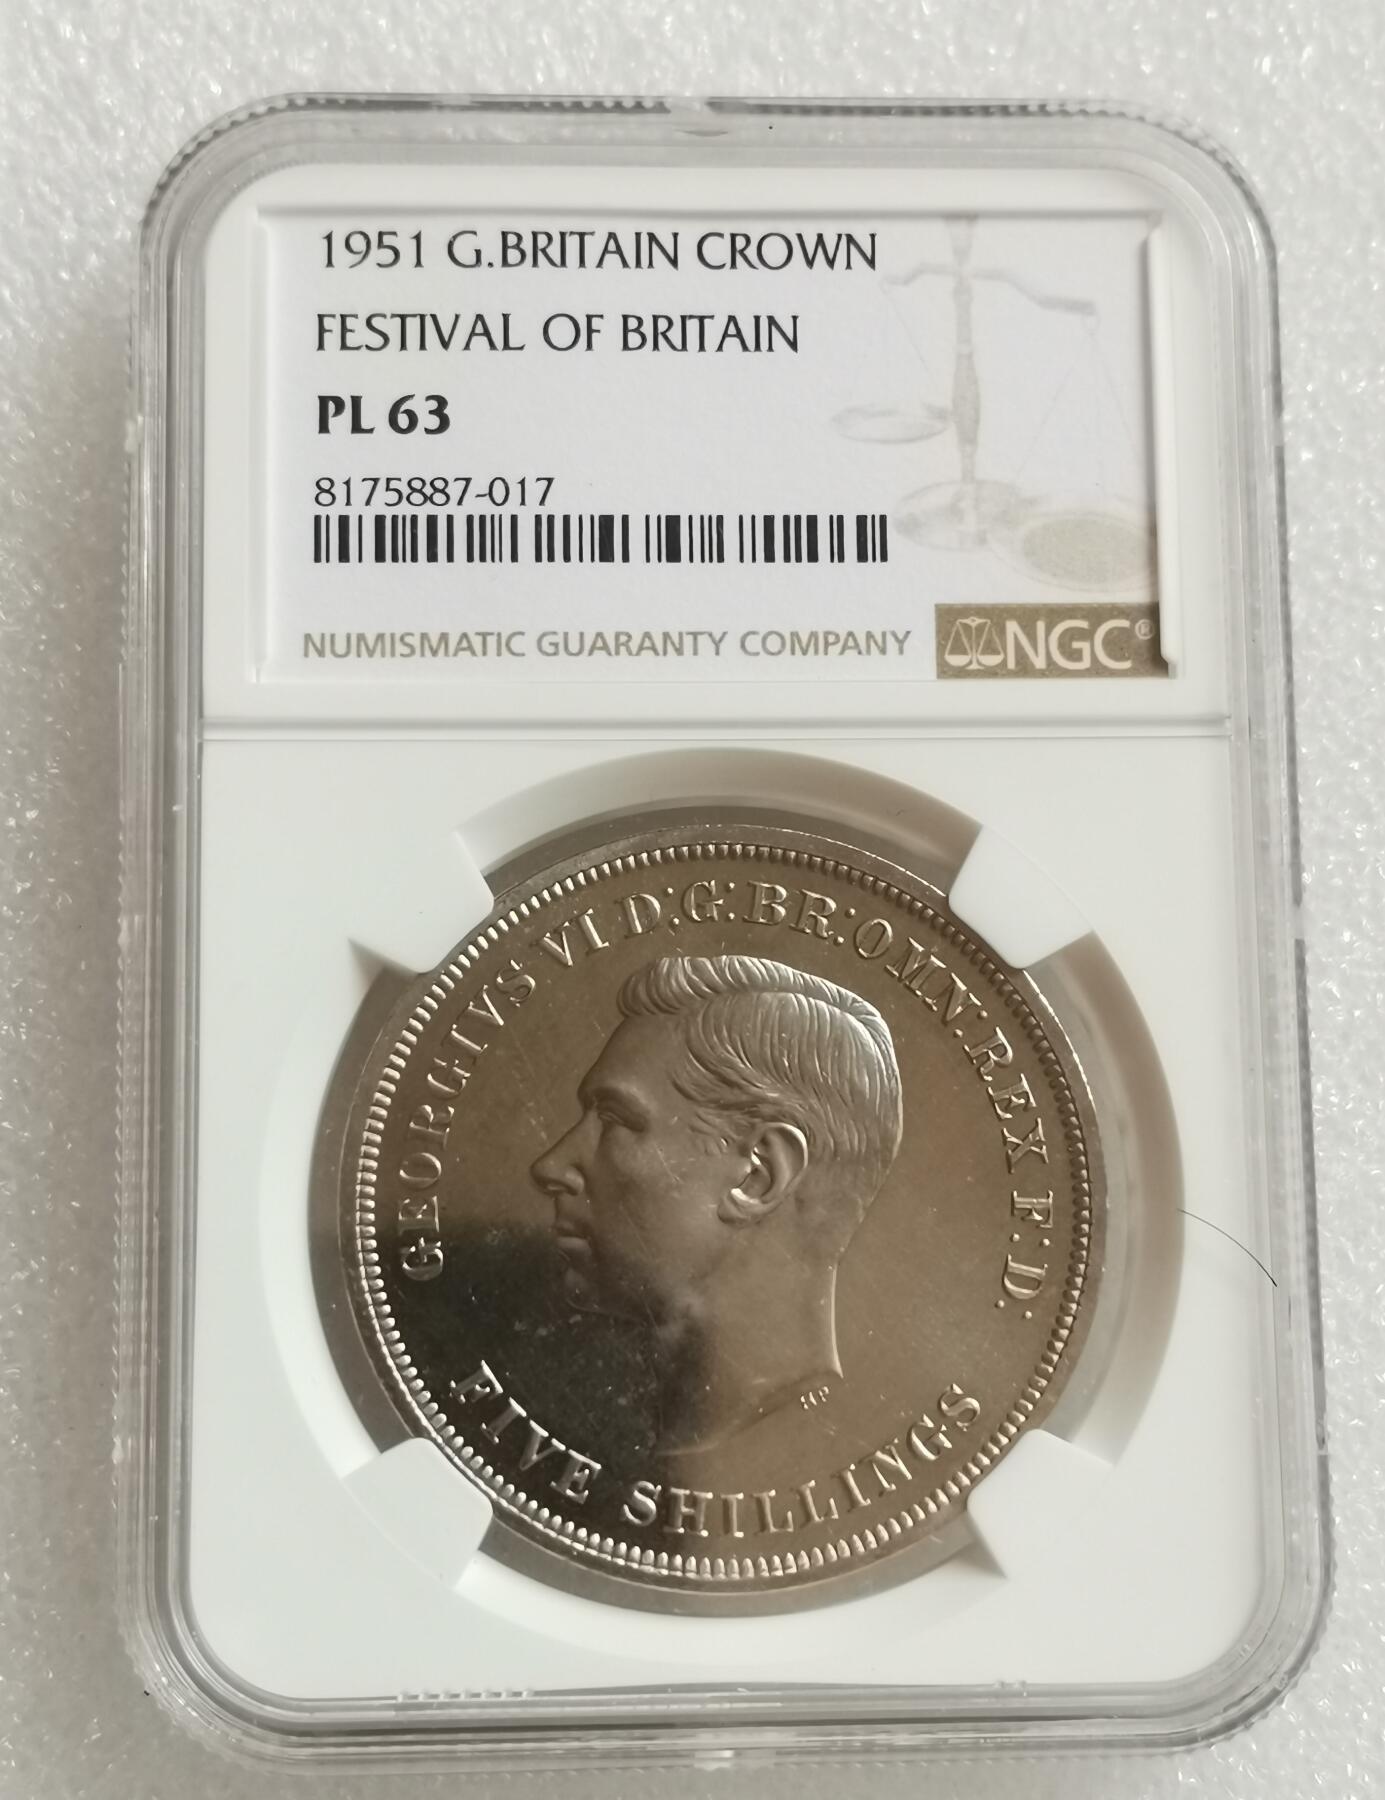 1951 G.BRITAIN CROWN
FESTIVAL OF BRITAIN
PL 63
8175887-017
NUMISMATIC GUARANTY COMPANY NGC®
GEORGIVS VI D:G:BR:OMN:REX F:D:
HP
FIVE SHILLINGS